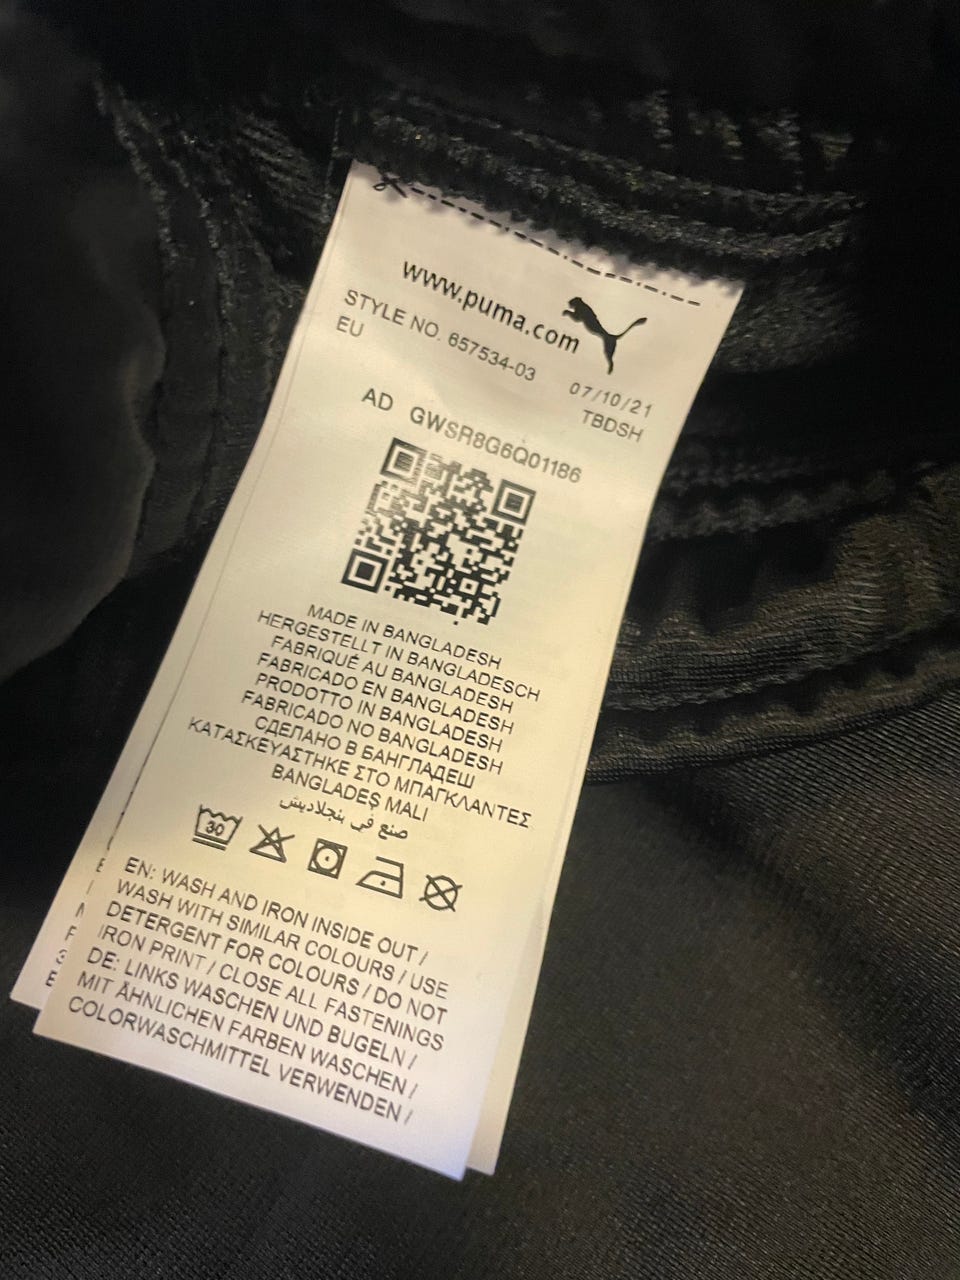 www.puma.com
STYLE NO. 657534-03
07/10/21
EU
TBDSH
AD GWSR8G6Q01186
MADE IN BANGLADESH
HERGESTELLT IN BANGLADESCH
FABRIQUÉ AU BANGLADESH
FABRICADO EN BANGLADESH
PRODOTTO IN BANGLADESH
FABRICADO NO BANGLADESH
СДЕЛАНО В БАНГЛАДЕШ
ΚΑΤΑΣΚΕΥΑΣΤΗΚΕ ΣΤΟ ΜΠΑΓΚΛΑΝΤΕΣ
BANGLADEŞ MALI
صنع في بنجلاديش
30
EN: WASH AND IRON INSIDE OUT /
WASH WITH SIMILAR COLOURS / USE
DETERGENT FOR COLOURS / DO NOT
IRON PRINT / CLOSE ALL FASTENINGS
DE: LINKS WASCHEN UND BUGELN /
MIT ÄHNLICHEN FARBEN WASCHEN /
COLORWASCHMITTEL VERWENDEN /